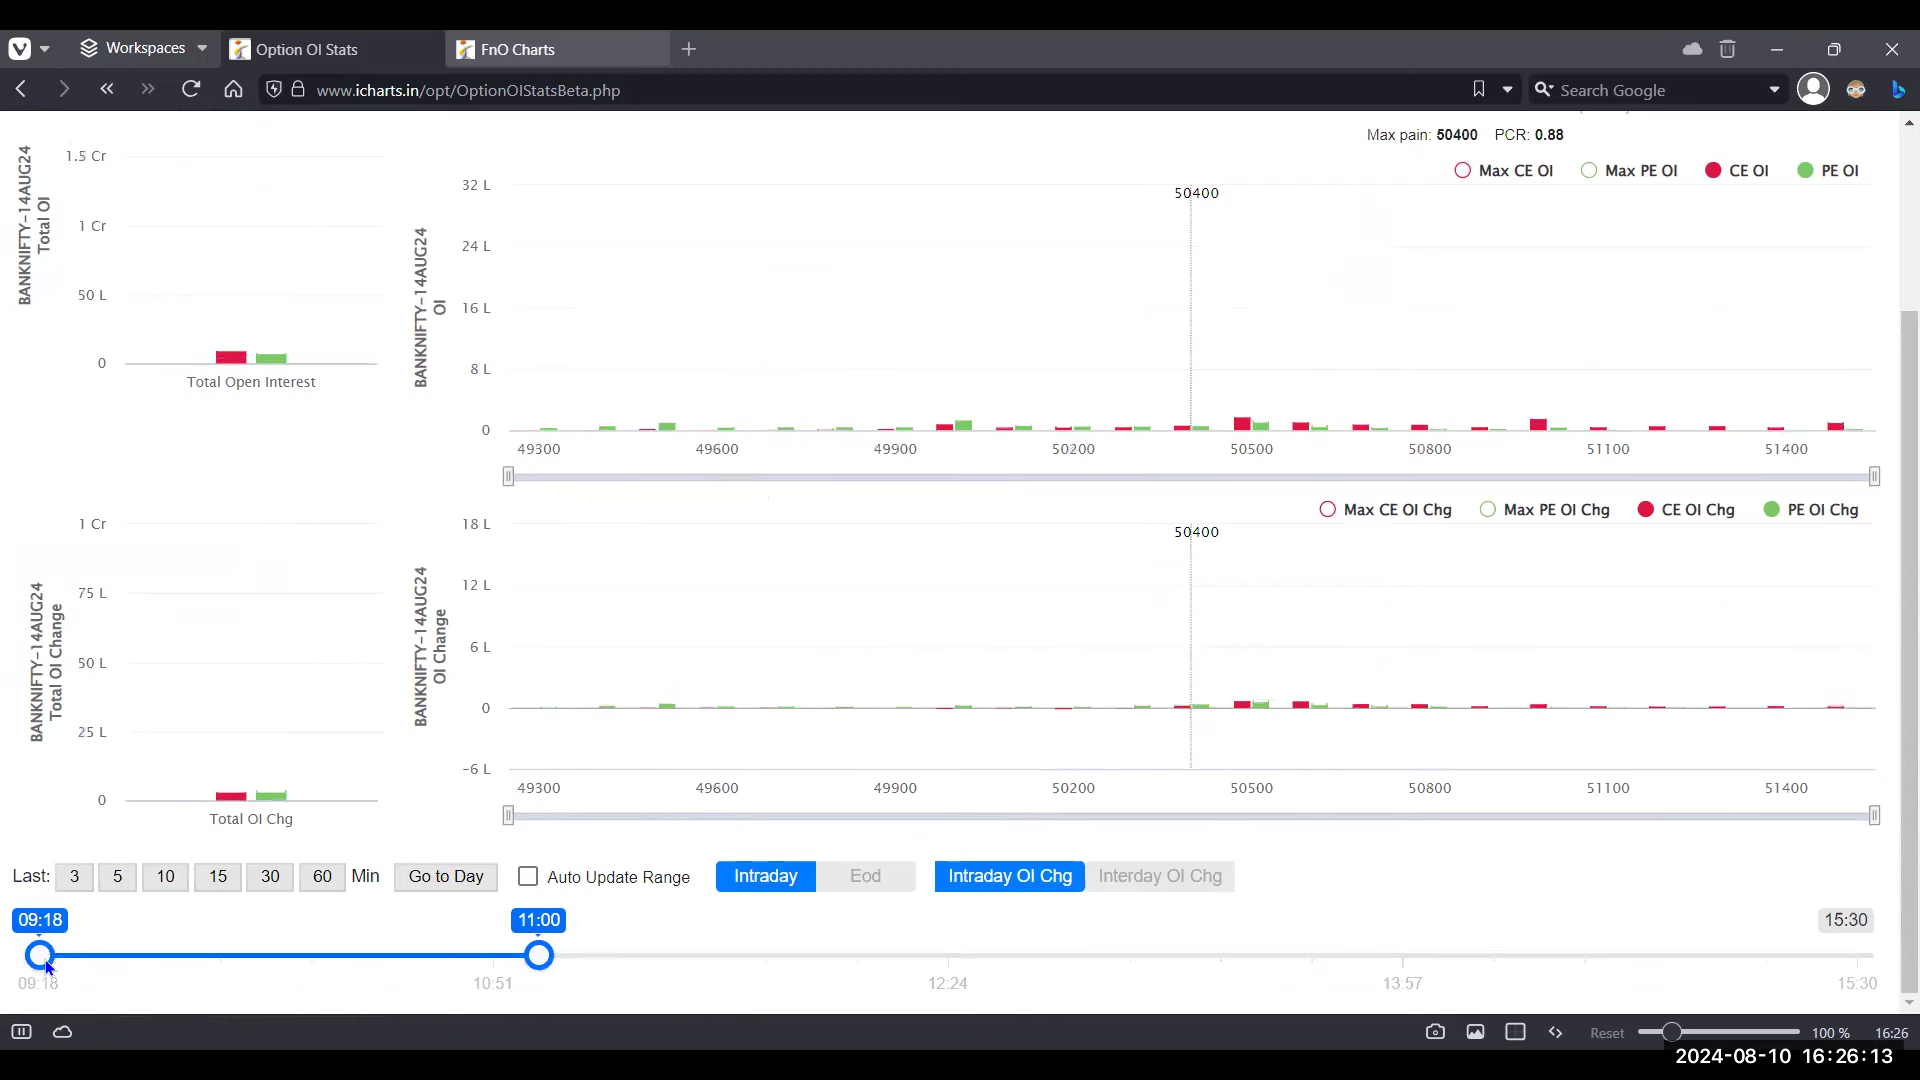 Workspaces
Option OI Stats
FnO Charts
www.icharts.in/opt/OptionOIStatsBeta.php
Search Google
Max pain: 50400 PCR: 0.88
Max CE OI Max PE OI CE OI PE OI
BANKNIFTY-14AUG24
Total OI
1.5 Cr
1 Cr
50 L
0
Total Open Interest
BANKNIFTY-14AUG24
OI
32 L
24 L
16 L
8 L
0
50400
49300 49600 49900 50200 50500 50800 51100 51400
Max CE OI Chg Max PE OI Chg CE OI Chg PE OI Chg
BANKNIFTY-14AUG24
Total OI Change
1 Cr
75 L
50 L
25 L
0
Total OI Chg
BANKNIFTY-14AUG24
OI Change
18 L
12 L
6 L
0
-6 L
50400
49300 49600 49900 50200 50500 50800 51100 51400
Last: 3 5 10 15 30 60 Min Go to Day Auto Update Range Intraday Eod Intraday OI Chg Interday OI Chg
09:18 11:00 15:30
09:18 10:51 12:24 13:57 15:30
Reset 100 % 16:26
2024-08-10 16:26:13